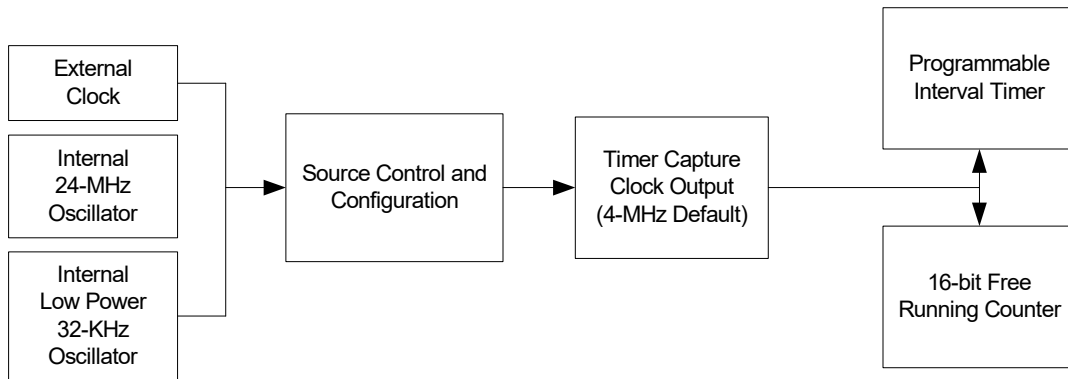 External
Clock
Internal
24-MHz
Oscillator
Internal
Low Power
32-KHz
Oscillator
Source Control and
Configuration
Timer Capture
Clock Output
(4-MHz Default)
Programmable
Interval Timer
16-bit Free
Running Counter